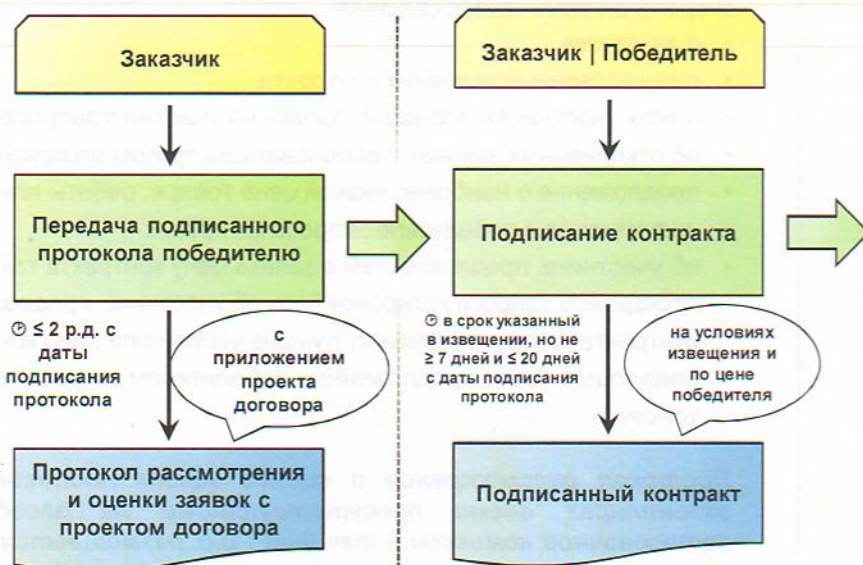 Заказчик
Передача подписанного
протокола победителю
≤ 2 р.д. с
даты
подписания
протокола
с
приложением
проекта
договора
Протокол рассмотрения
и оценки заявок с
проектом договора
Заказчик | Победитель
Подписание контракта
в срок указанный
в извещении, но не
≥ 7 дней и ≤ 20 дней
с даты подписания
протокола
на условиях
извещения и
по цене
победителя
Подписанный контракт